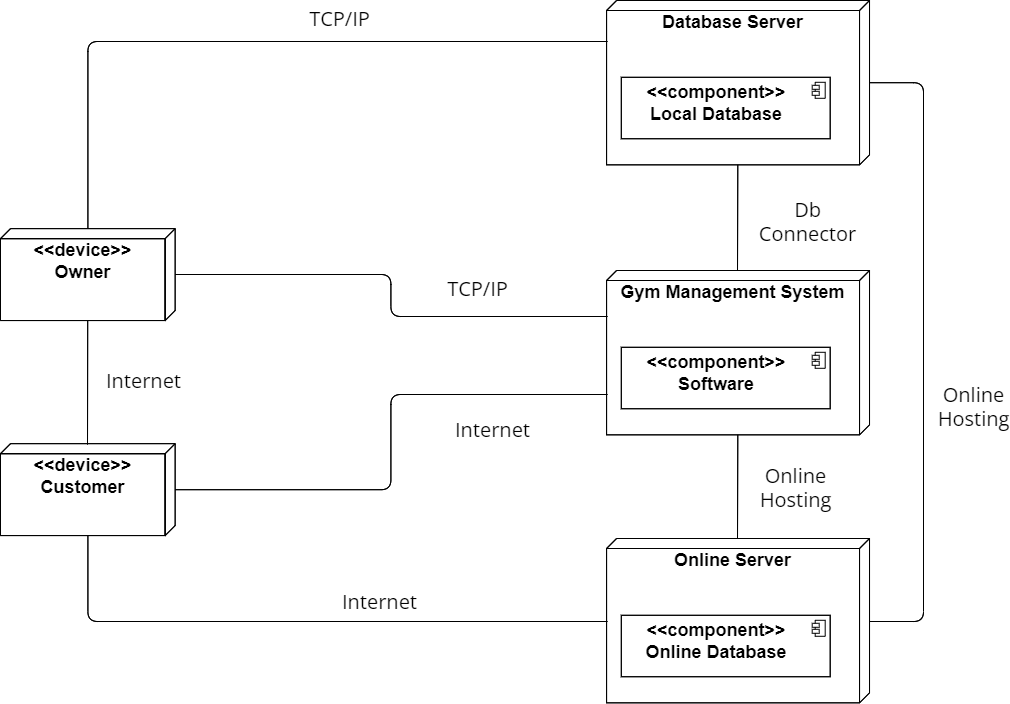 TCP/IP
Database Server
<<component>>
Local Database
Db
Connector
<<device>>
Owner
TCP/IP
Gym Management System
<<component>>
Software
Internet
Internet
Online
Hosting
<<device>>
Customer
Online
Hosting
Online Server
Internet
<<component>>
Online Database